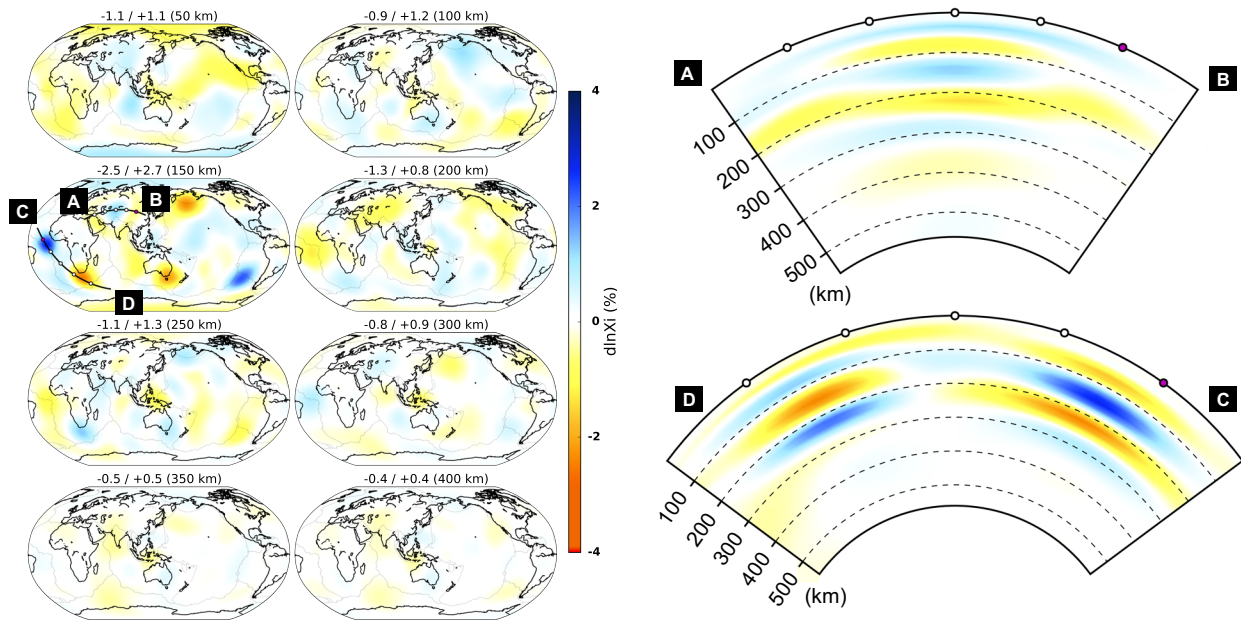 -1.1 / +1.1 (50 km)
-0.9 / +1.2 (100 km)
-2.5 / +2.7 (150 km)
-1.3 / +0.8 (200 km)
C
A
B
D
-1.1 / +1.3 (250 km)
-0.8 / +0.9 (300 km)
-0.5 / +0.5 (350 km)
-0.4 / +0.4 (400 km)
4
2
0
-2
-4
dlnXi (%)
A
B
100
200
300
400
500
(km)
D
C
100
200
300
400
500
(km)